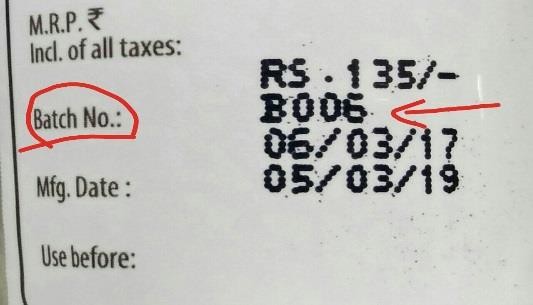 M.R.P. ₹
Incl. of all taxes:
RS.135/-
Batch No.:
B006
06/03/17
Mfg. Date :
05/03/19
Use before: